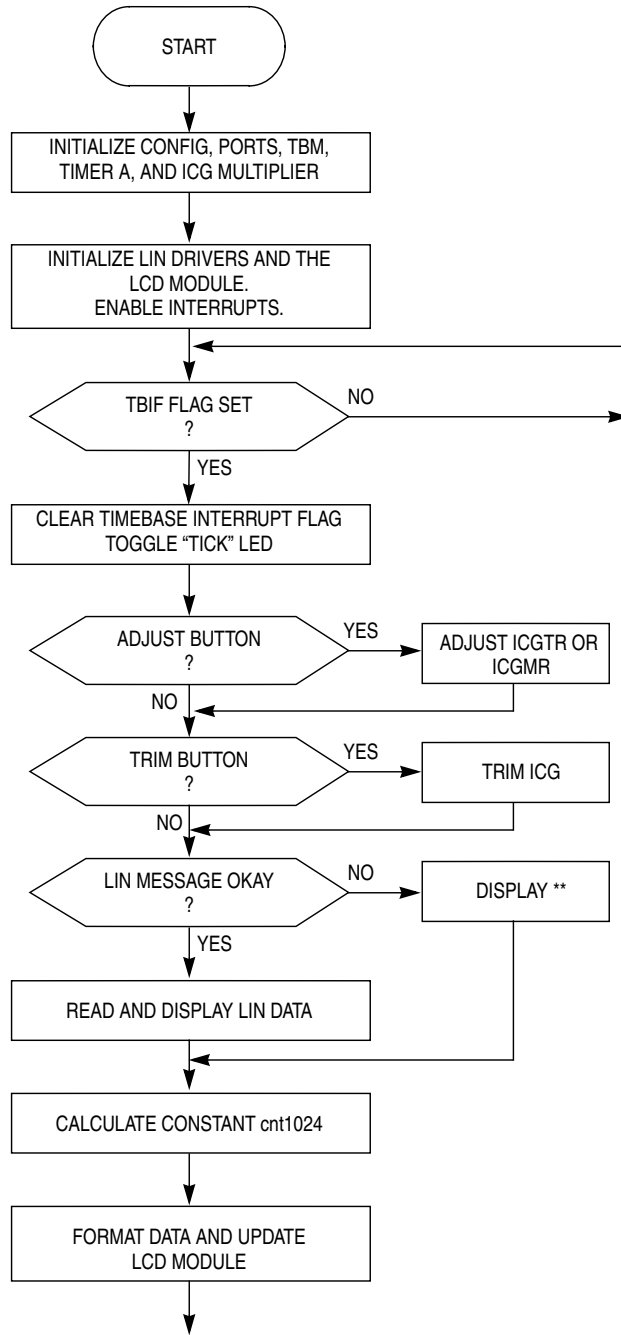 START
INITIALIZE CONFIG, PORTS, TBM,
TIMER A, AND ICG MULTIPLIER
INITIALIZE LIN DRIVERS AND THE
LCD MODULE.
ENABLE INTERRUPTS.
TBIF FLAG SET
?
NO
YES
CLEAR TIMEBASE INTERRUPT FLAG
TOGGLE “TICK” LED
ADJUST BUTTON
?
YES
ADJUST ICGTR OR
ICGMR
NO
TRIM BUTTON
?
YES
TRIM ICG
NO
LIN MESSAGE OKAY
?
NO
DISPLAY **
YES
READ AND DISPLAY LIN DATA
CALCULATE CONSTANT cnt1024
FORMAT DATA AND UPDATE
LCD MODULE